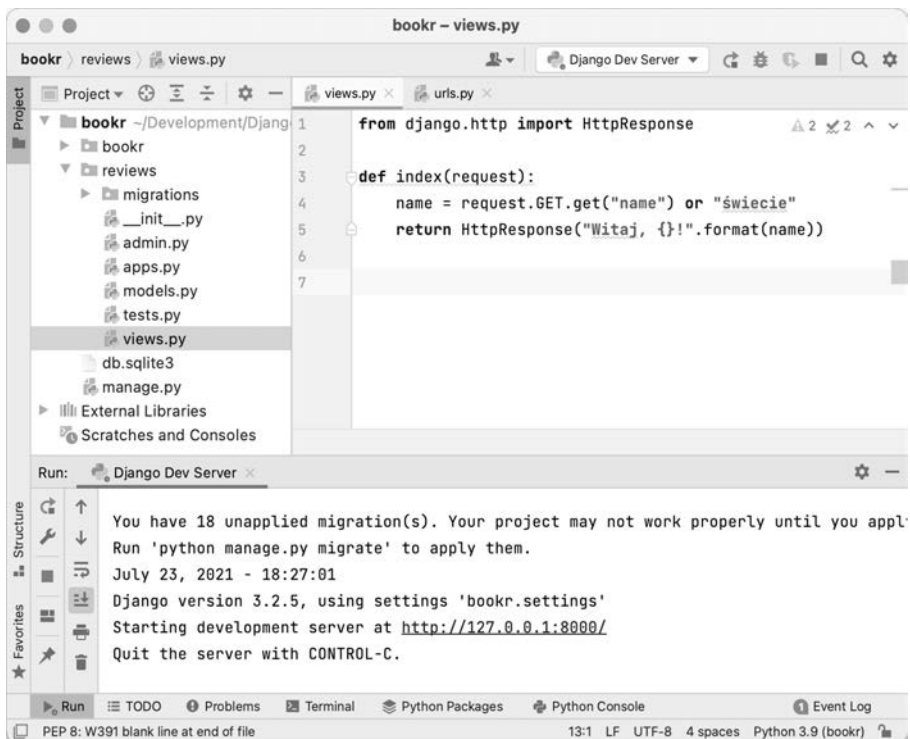 bookr – views.py
bookr reviews views.py
Django Dev Server
Project
Project
views.py
urls.py
bookr ~/Development/Djang
bookr
reviews
migrations
__init__.py
admin.py
apps.py
models.py
tests.py
views.py
db.sqlite3
manage.py
External Libraries
Scratches and Consoles
1 from django.http import HttpResponse
2 2
2
3 def index(request):
4 name = request.GET.get("name") or "świecie"
5 return HttpResponse("Witaj, {}!".format(name))
6
7
Run: Django Dev Server
Structure
Favorites
You have 18 unapplied migration(s). Your project may not work properly until you appl
Run 'python manage.py migrate' to apply them.
July 23, 2021 - 18:27:01
Django version 3.2.5, using settings 'bookr.settings'
Starting development server at http://127.0.0.1:8000/
Quit the server with CONTROL-C.
Run TODO Problems Terminal Python Packages Python Console 1 Event Log
PEP 8: W391 blank line at end of file 13:1 LF UTF-8 4 spaces Python 3.9 (bookr)